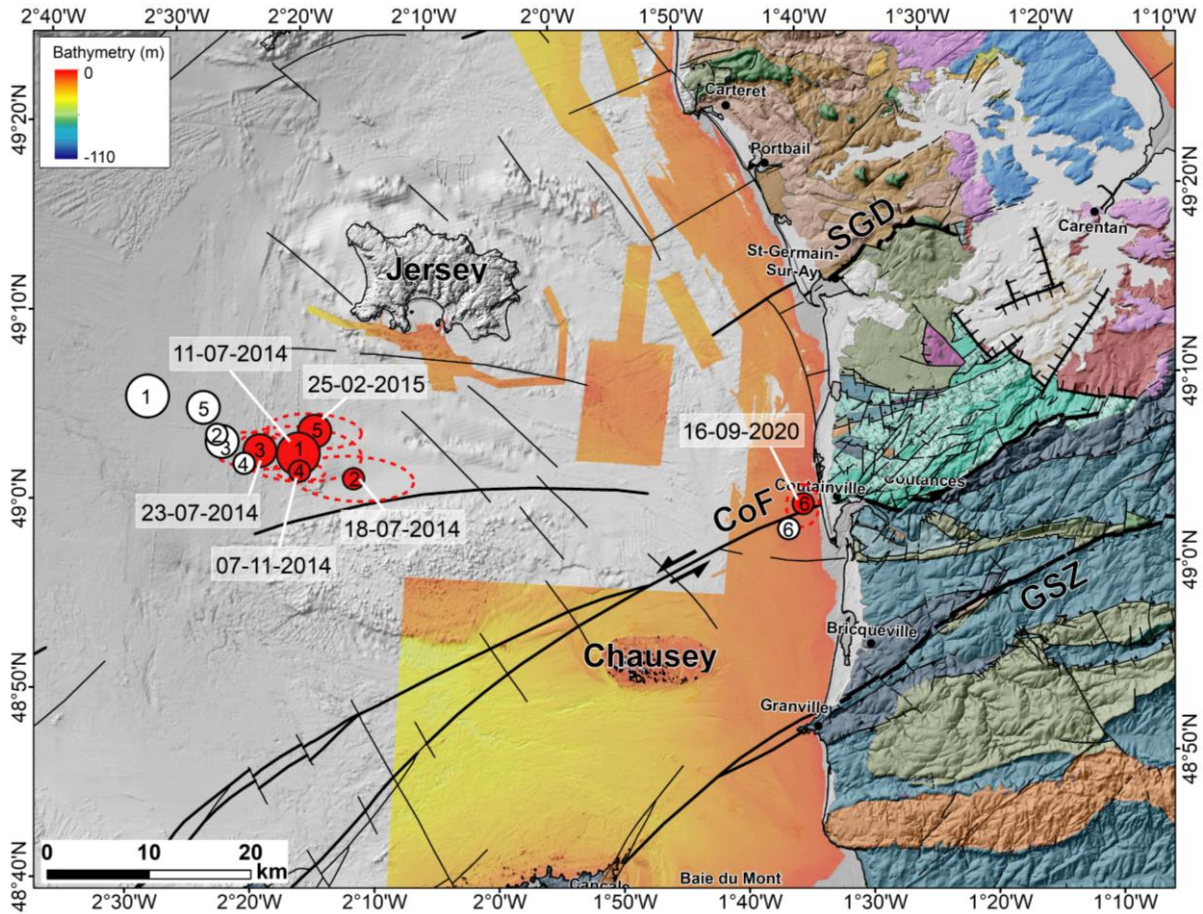 2°40'W 2°30'W 2°20'W 2°10'W 2°0'W 1°50'W 1°40'W 1°30'W 1°20'W 1°10'W
Bathymetry (m)
0
-110
49°20'N
49°10'N
49°0'N
48°50'N
48°40'N
Carteret
Portbail
SGD
Carentan
St-Germain-
Sur-Ay
Jersey
49°20'N
49°10'N
49°0'N
48°50'N
11-07-2014
25-02-2015
1
5
2
3
4
3
1
5
4
2
16-09-2020
Coutainville
Coutances
6
6
CoF
23-07-2014
18-07-2014
07-11-2014
GSZ
Bricqueville
Chausey
Granville
0 10 20
km
Cancale
Baie du Mont
2°30'W 2°20'W 2°10'W 2°0'W 1°50'W 1°40'W 1°30'W 1°20'W 1°10'W